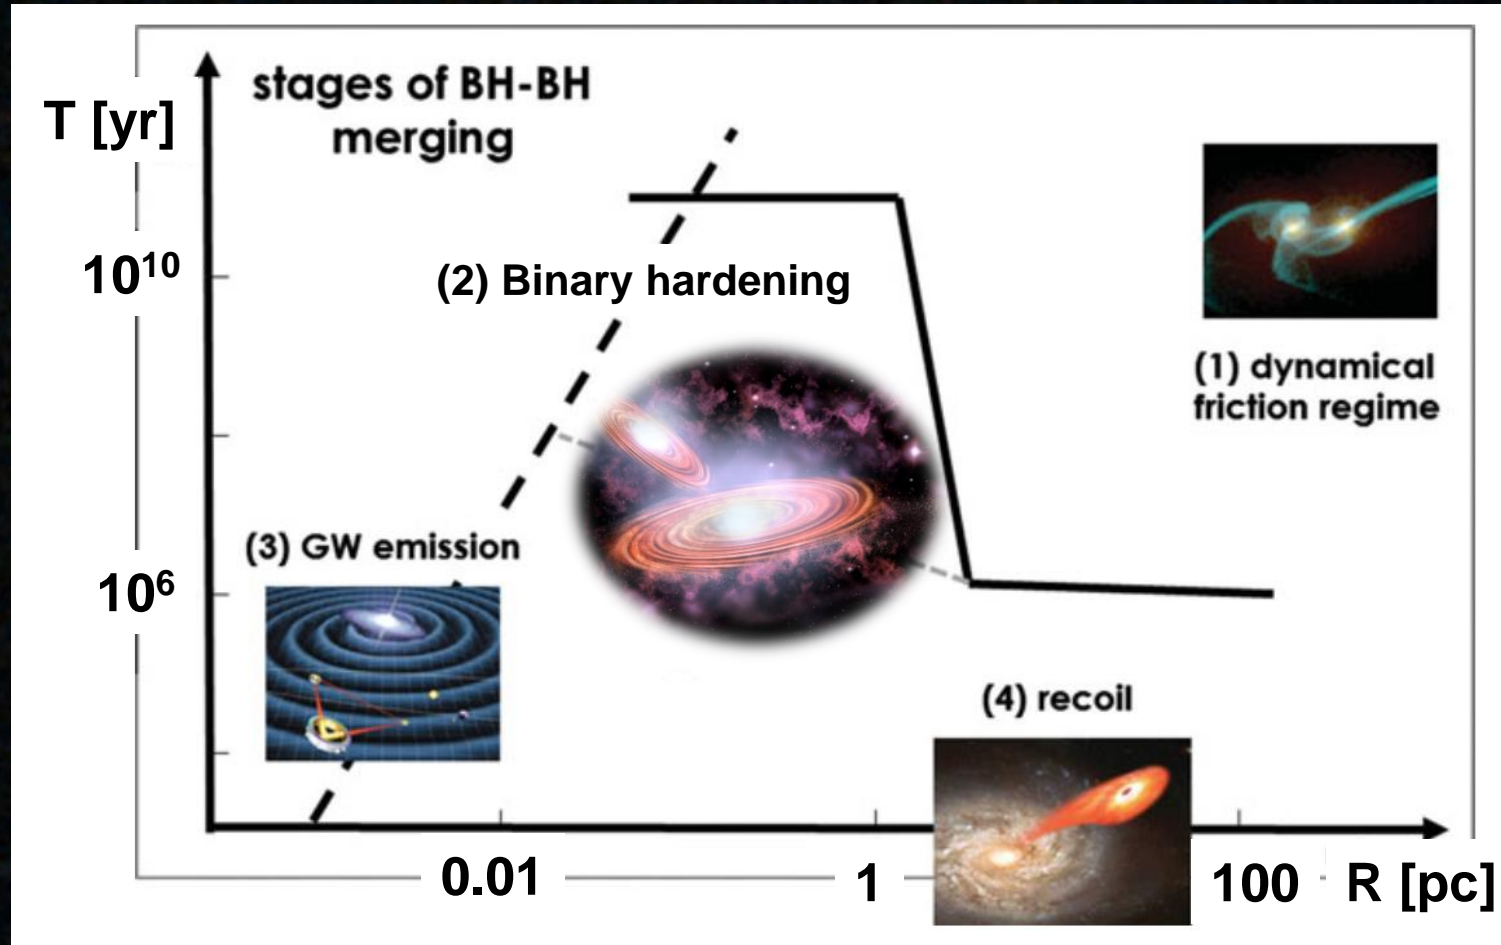 stages of BH-BH
merging
T [yr]
10¹⁰
(2) Binary hardening
(1) dynamical
friction regime
(3) GW emission
10⁶
(4) recoil
0.01
1
100
R [pc]